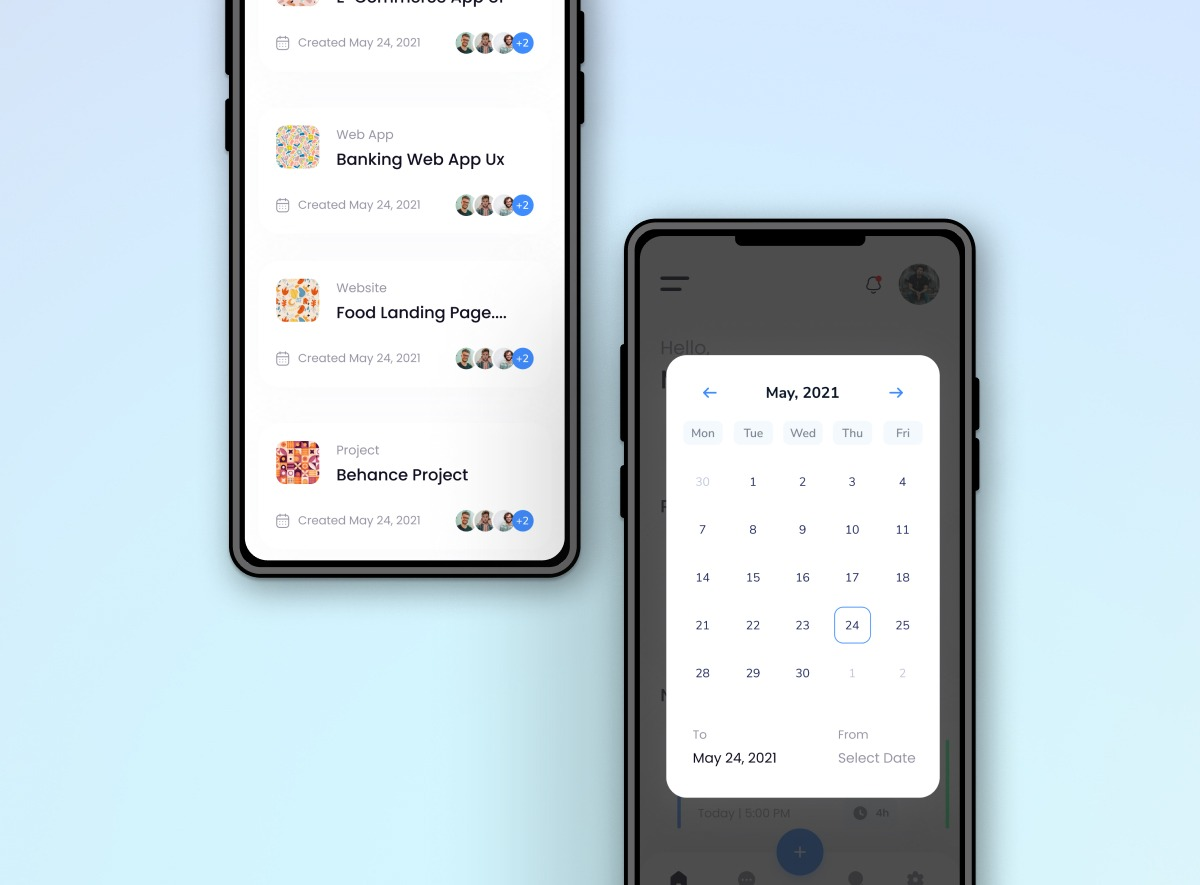 E-Commerce App UI
Created May 24, 2021
+2
Web App
Banking Web App Ux
Created May 24, 2021
+2
Website
Food Landing Page....
Created May 24, 2021
+2
Project
Behance Project
Created May 24, 2021
+2
Hello,
May, 2021
Mon Tue Wed Thu Fri
30 1 2 3 4
7 8 9 10 11
14 15 16 17 18
21 22 23 24 25
28 29 30 1 2
To From
May 24, 2021 Select Date
Today | 5:00 PM 4h